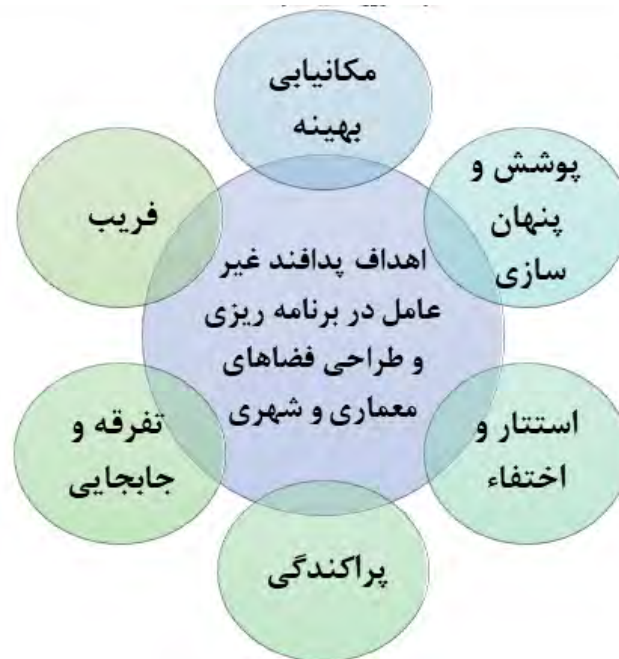 مکانیابی
بهینه
پوشش و
پنهان
سازی
استتار و
اختفاء
پراکندگی
تفرقه و
جابجایی
فریب
اهداف پدافند غیر
عامل در برنامه ریزی
و طراحی فضاهای
معماری و شهری